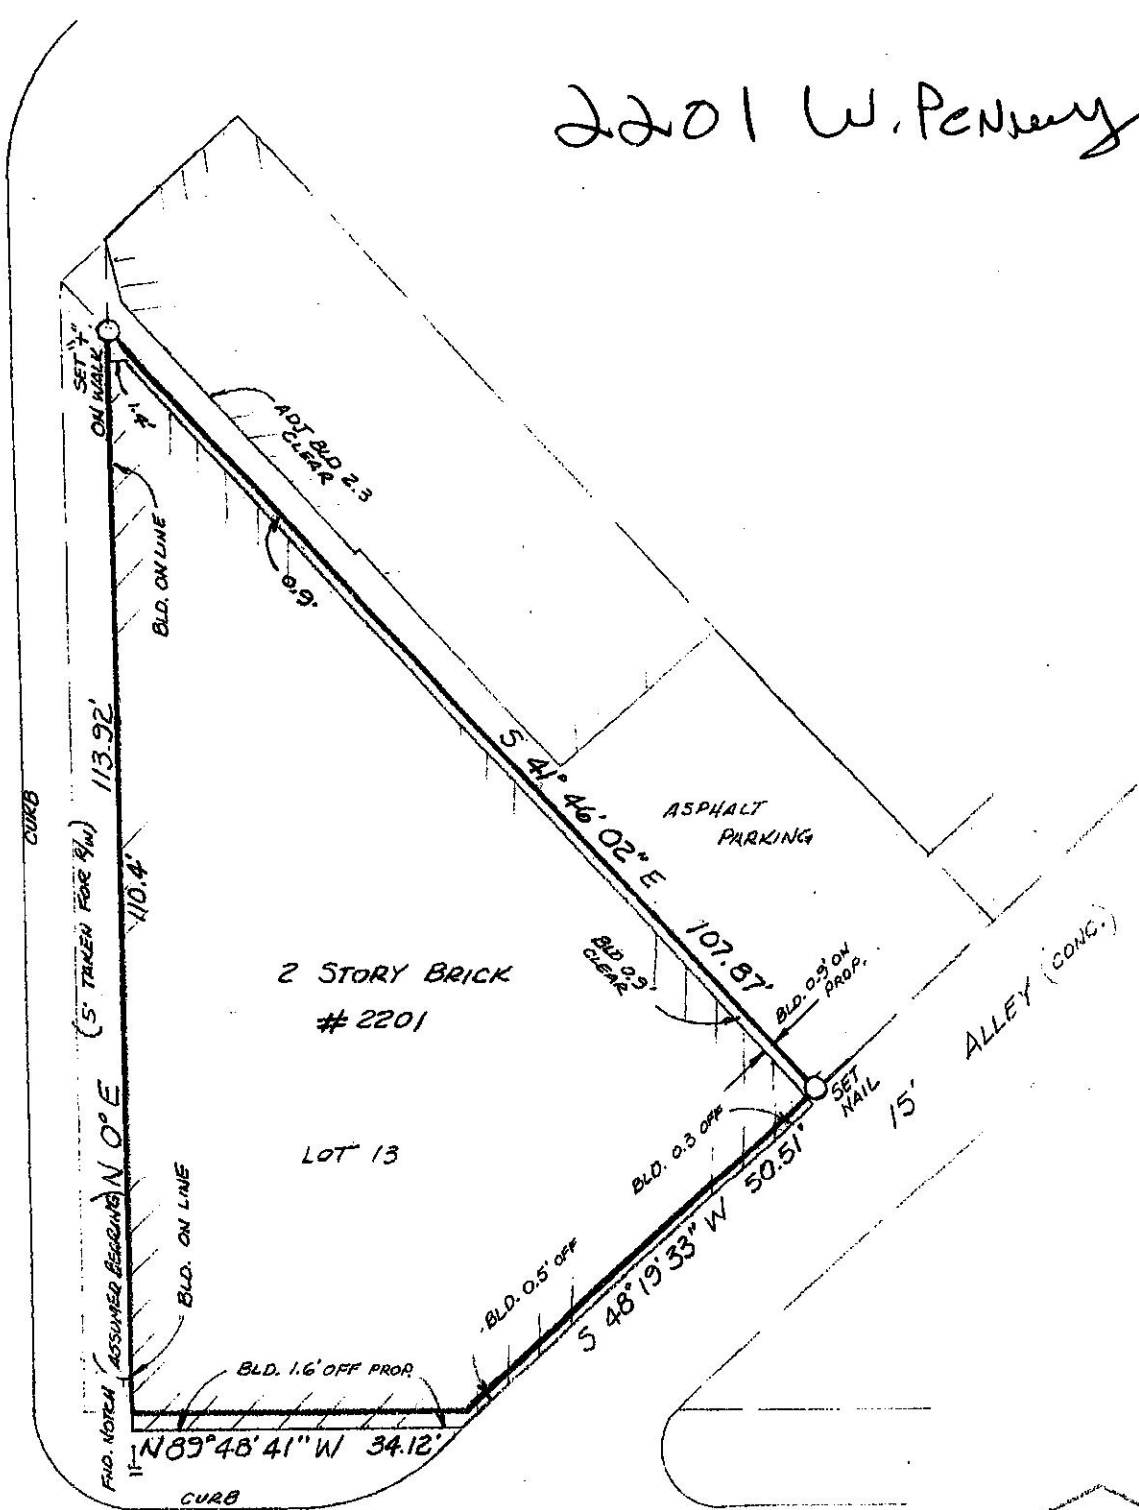 2201 W. Penway
SET "+"
ON WALK
.9'
ADJ BLD 2.3
CLEAR
BLD. ON LINE
0.9'
113.92'
S 41° 46' 02" E
107.87'
ASPHALT
PARKING
CURB
(5' TAKEN FOR R/W)
110.4'
BLD 0.9
CLEAR
BLD. 0.9' ON
PROP.
2 STORY BRICK
# 2201
ALLEY (CONC.)
SET
NAIL
15'
LOT 13
BLD. 0.3 OFF
50.51'
S 48° 19' 33" W
N 0° E
(ASSUMED BEARING)
BLD. ON LINE
BLD. 0.5' OFF
BLD. 1.6' OFF PROP.
FND. NOTCH
N 89° 48' 41" W 34.12'
CURB